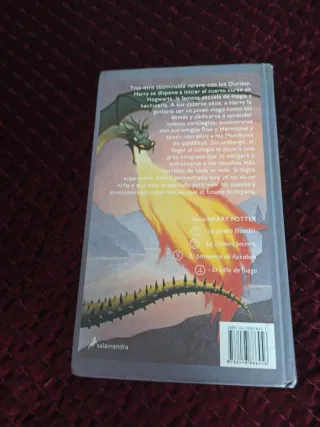 Tras otro abominable verano con los Dursley,
Harry se dispone a iniciar el cuarto curso en
Hogwarts, la famosa escuela de magia y
hechicería. A sus catorce años, a Harry le
gustaría ser un joven mago como los
demás y dedicarse a aprender
nuevos sortilegios, encontrarse
con sus amigos Ron y Hermione y
asistir con ellos a los Mundiales
de quidditch. Sin embargo, al
llegar al colegio le espera una
gran sorpresa que lo obligará a
enfrentarse a los desafíos más
temibles de toda su vida. Si logra
superarlos, habrá demostrado que ya no es un
niño y que está preparado para vivir las nuevas y
emocionantes experiencias que el futuro le depara.
Serie HARRY POTTER
1 - La piedra filosofal
2 - La cámara secreta
3 - El prisionero de Azkaban
4 - El cáliz de fuego
salamandra